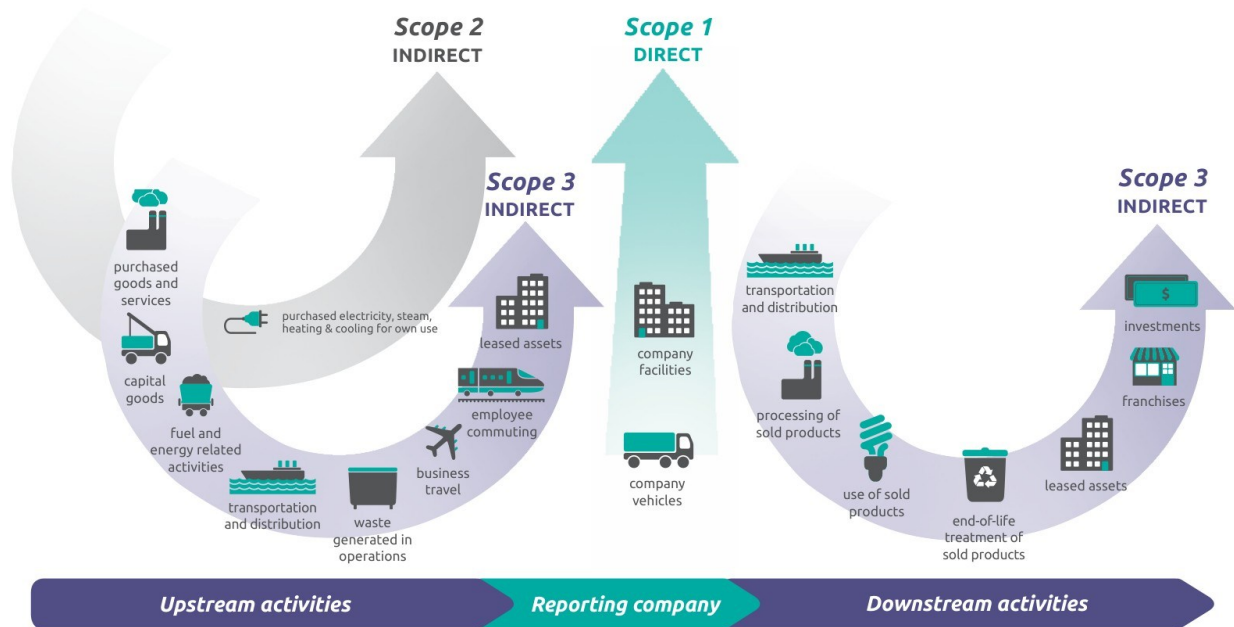 Scope 2
INDIRECT
Scope 1
DIRECT
Scope 3
INDIRECT
Scope 3
INDIRECT
purchased
goods and
services
capital
goods
fuel and
energy related
activities
transportation
and distribution
waste
generated in
operations
business
travel
employee
commuting
leased assets
purchased electricity, steam,
heating & cooling for own use
company
facilities
company
vehicles
transportation
and distribution
processing of
sold products
use of sold
products
end-of-life
treatment of
sold products
leased assets
franchises
$
investments
Upstream activities
Reporting company
Downstream activities